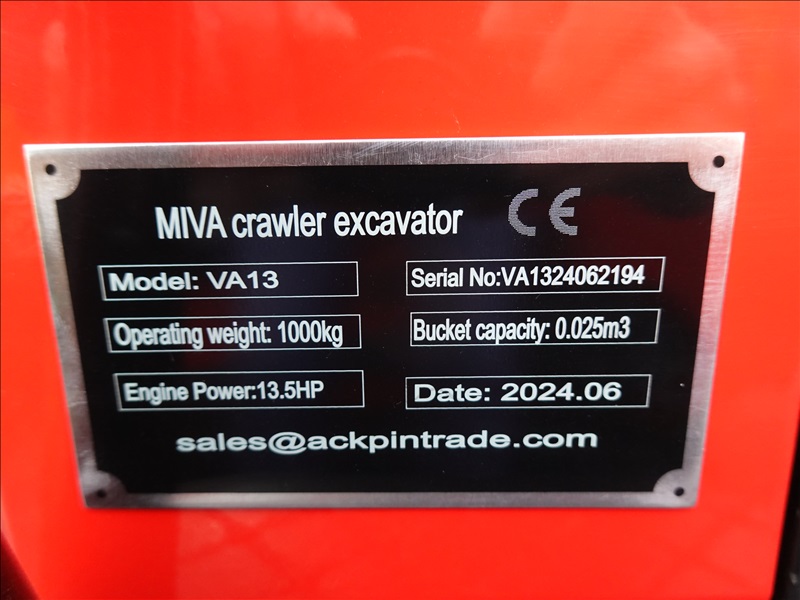 MIVA crawler excavator CE
Model: VA13
Serial No:VA1324062194
Operating weight: 1000kg
Bucket capacity: 0.025m3
Engine Power:13.5HP
Date: 2024.06
sales@ackpintrade.com